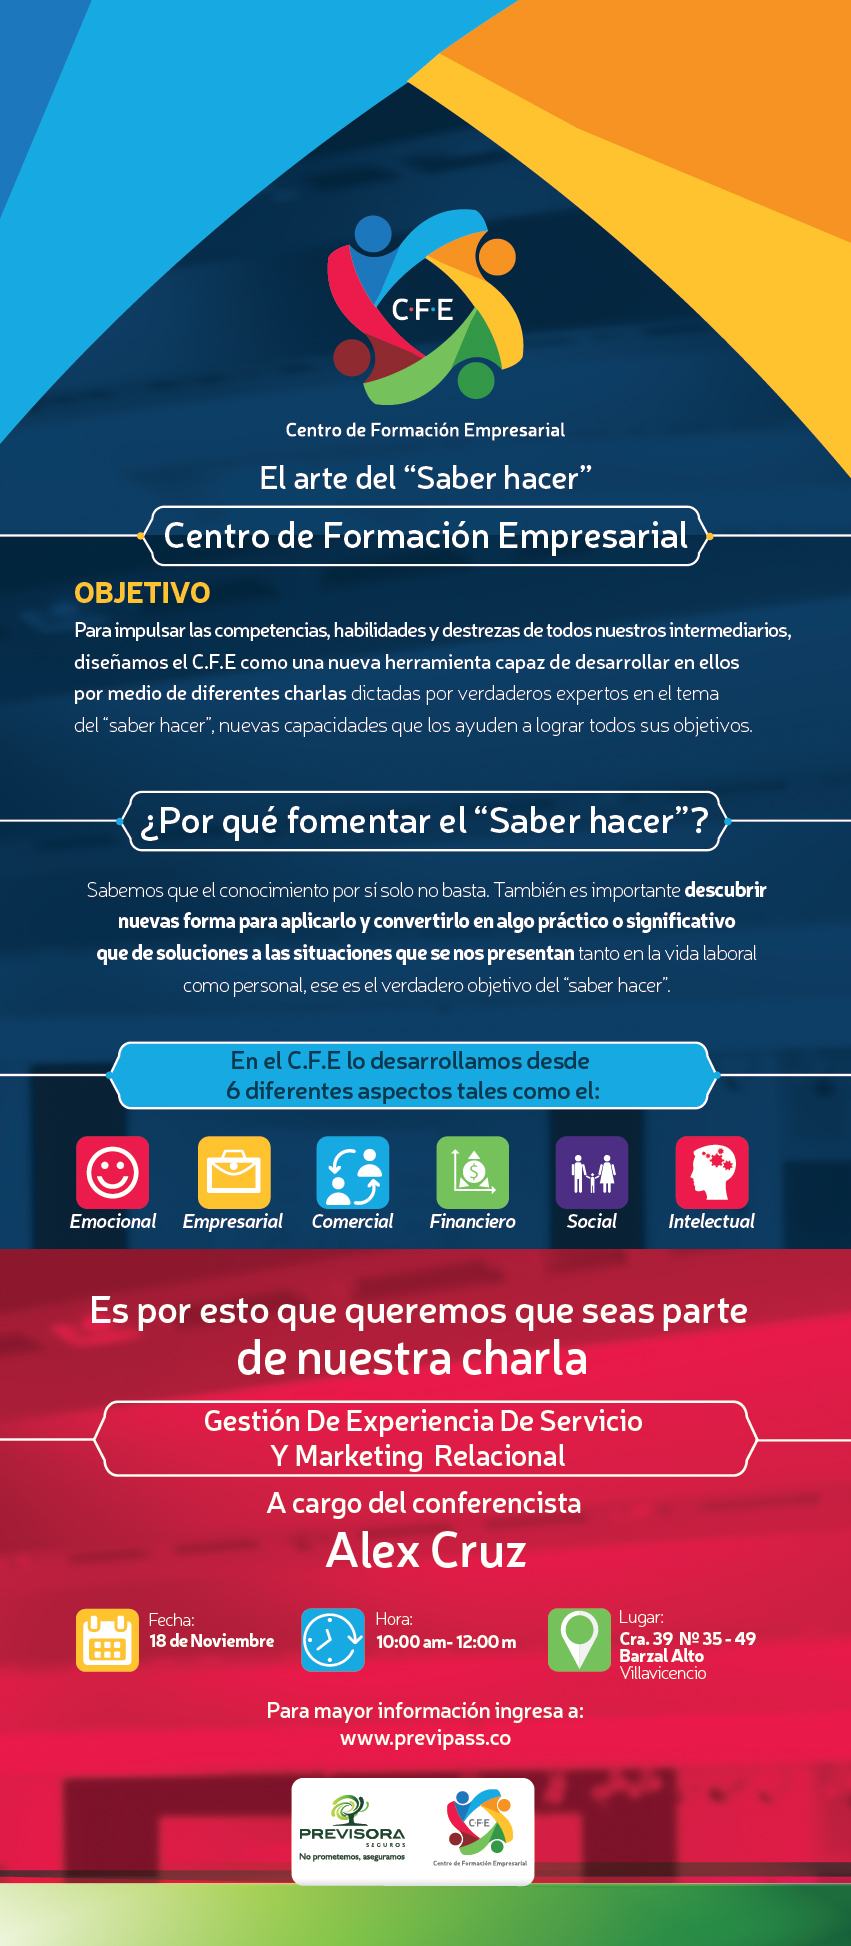 C·F·E
Centro de Formación Empresarial
El arte del “Saber hacer”
Centro de Formación Empresarial
OBJETIVO
Para impulsar las competencias, habilidades y destrezas de todos nuestros intermediarios,
diseñamos el C.F.E como una nueva herramienta capaz de desarrollar en ellos
por medio de diferentes charlas dictadas por verdaderos expertos en el tema
del “saber hacer”, nuevas capacidades que los ayuden a lograr todos sus objetivos.
¿Por qué fomentar el “Saber hacer”?
Sabemos que el conocimiento por sí solo no basta. También es importante descubrir
nuevas forma para aplicarlo y convertirlo en algo práctico o significativo
que de soluciones a las situaciones que se nos presentan tanto en la vida laboral
como personal, ese es el verdadero objetivo del “saber hacer”.
En el C.F.E lo desarrollamos desde
6 diferentes aspectos tales como el:
Emocional Empresarial Comercial Financiero Social Intelectual
Es por esto que queremos que seas parte
de nuestra charla
Gestión De Experiencia De Servicio
Y Marketing Relacional
A cargo del conferencista
Alex Cruz
Fecha:
18 de Noviembre
Hora:
10:00 am- 12:00 m
Lugar:
Cra. 39 Nº 35 - 49
Barzal Alto
Villavicencio
Para mayor información ingresa a:
www.previpass.co
PREVISORA
SEGUROS
No prometemos, aseguramos
C·F·E
Centro de Formación Empresarial